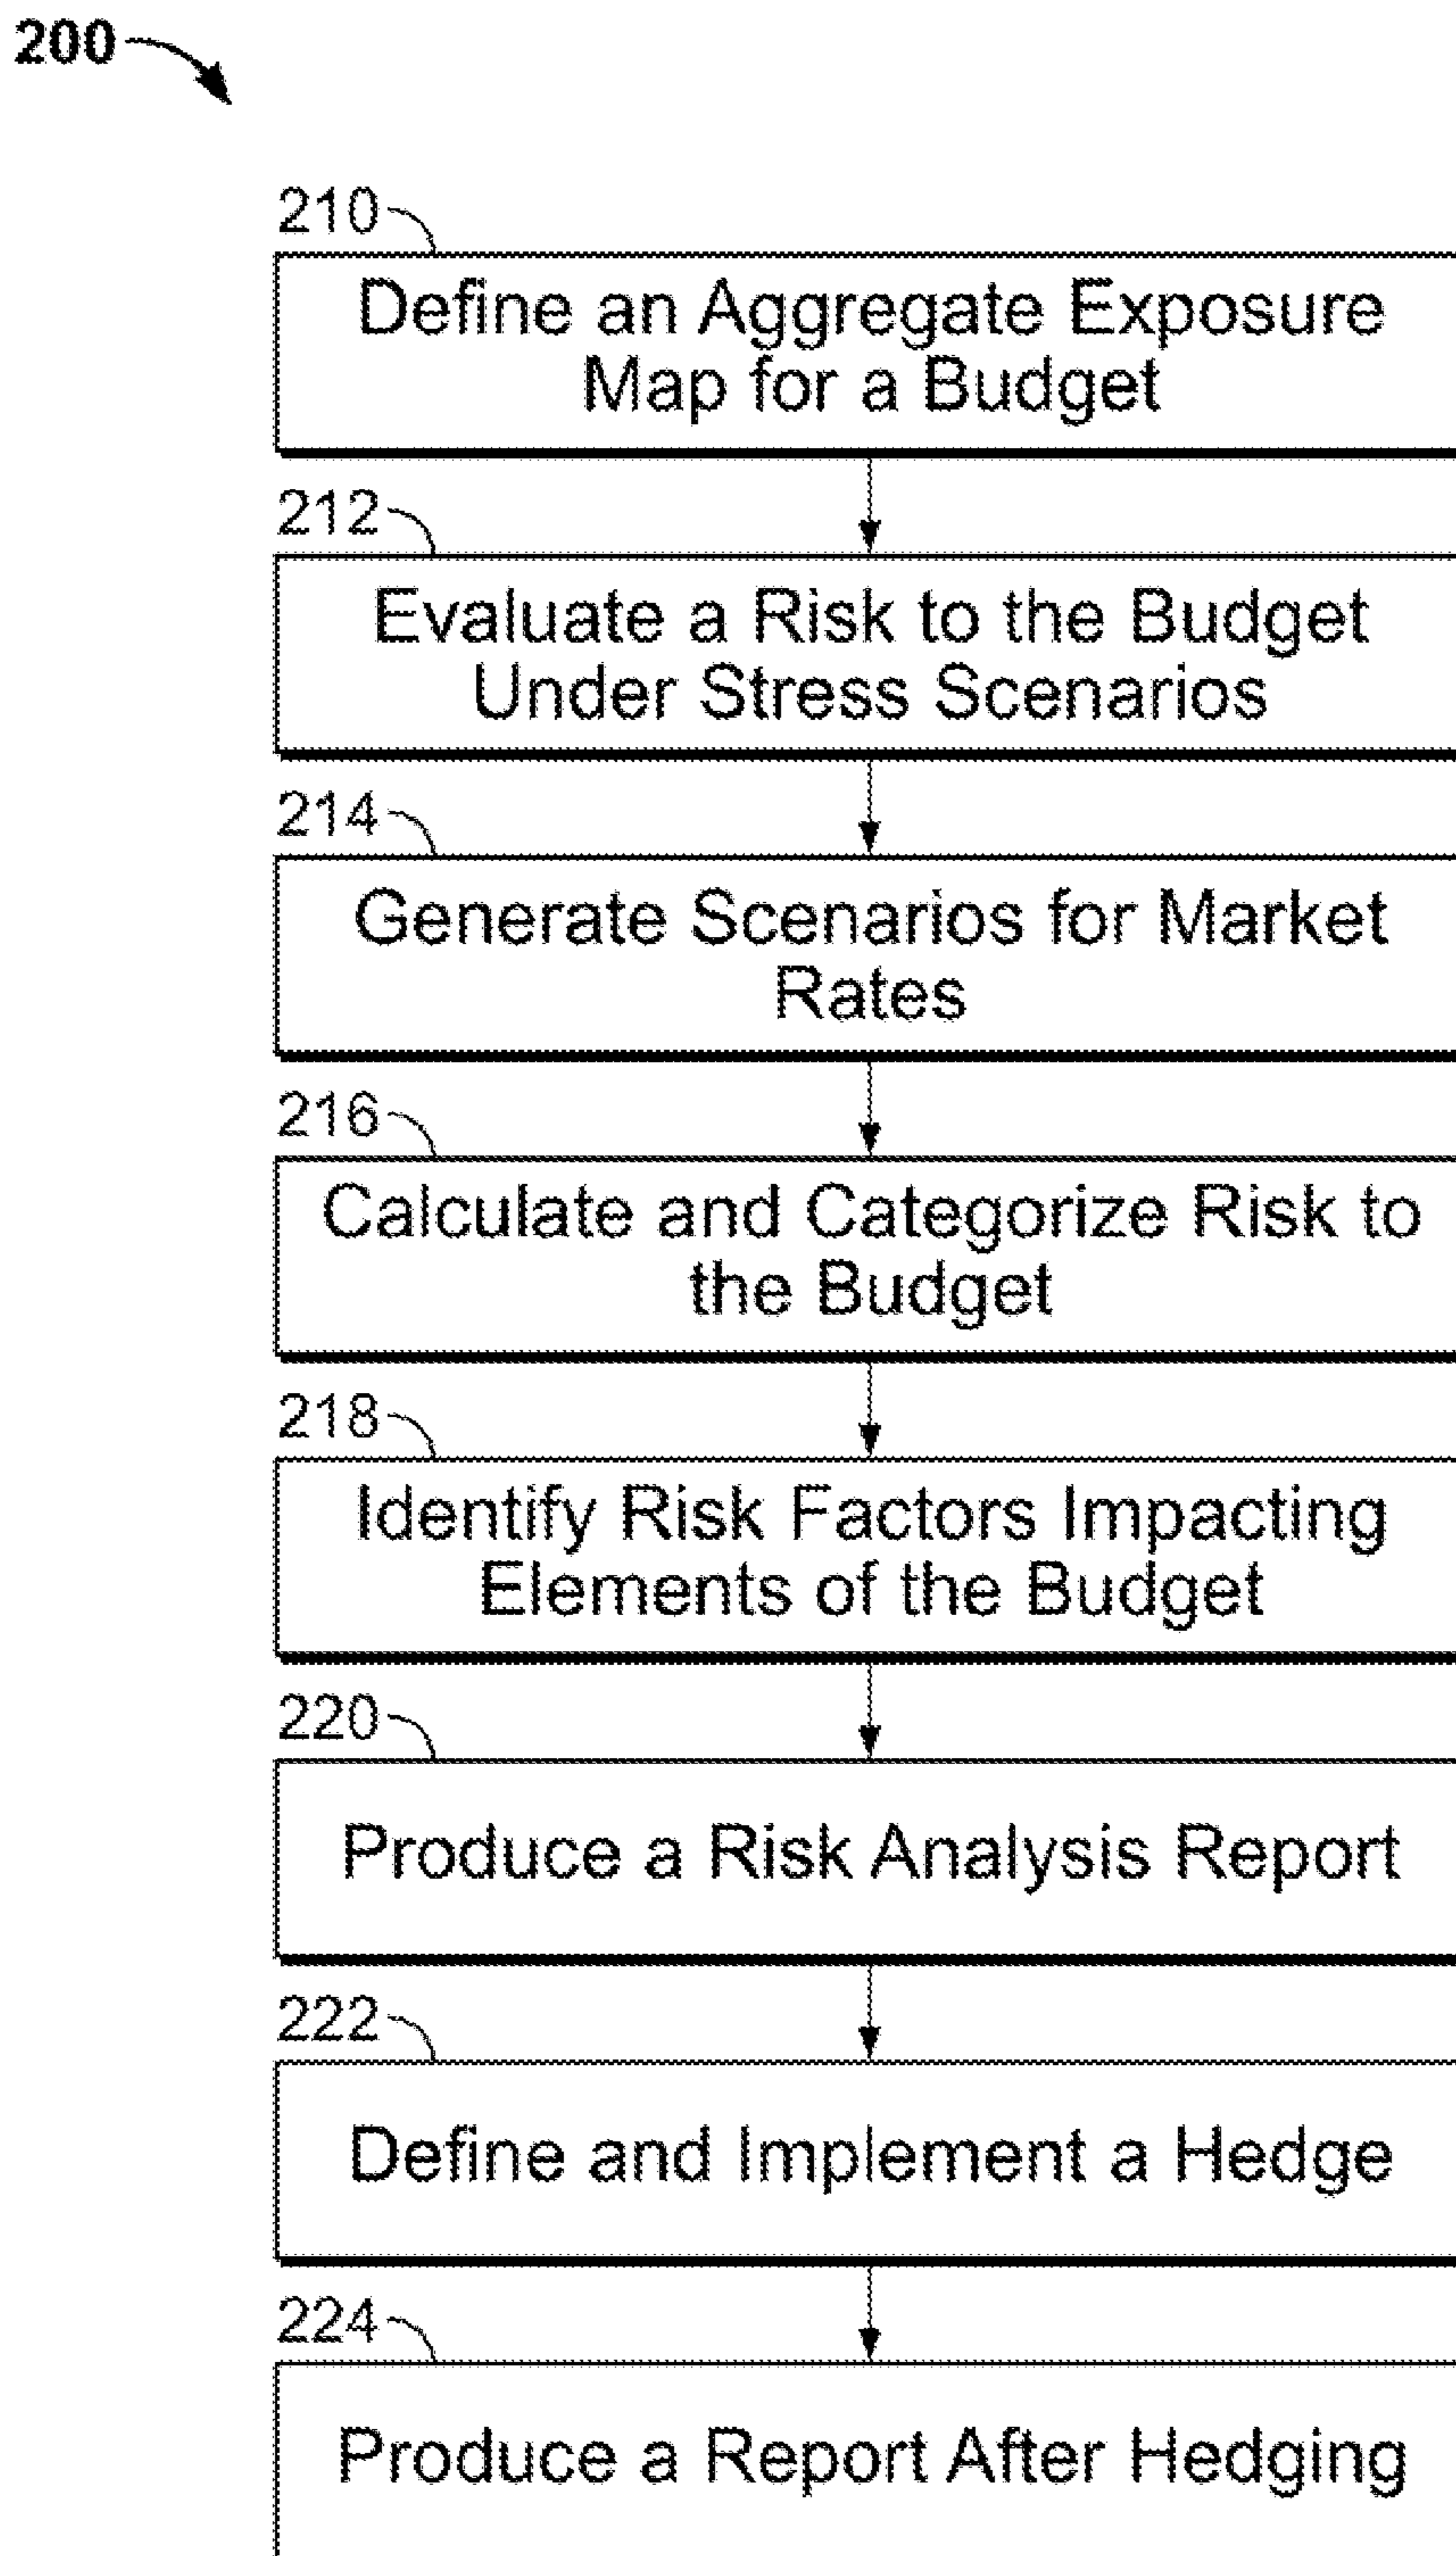 200
210
Define an Aggregate Exposure
Map for a Budget
212
Evaluate a Risk to the Budget
Under Stress Scenarios
214
Generate Scenarios for Market
Rates
216
Calculate and Categorize Risk to
the Budget
218
Identify Risk Factors Impacting
Elements of the Budget
220
Produce a Risk Analysis Report
222
Define and Implement a Hedge
224
Produce a Report After Hedging